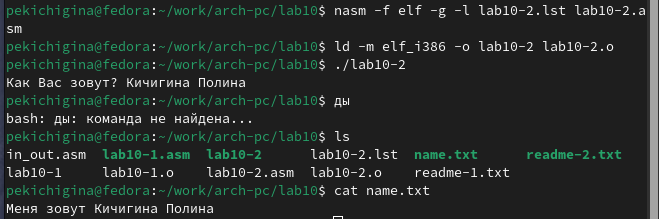 pekichigina@fedora:~/work/arch-pc/lab10$ nasm -f elf -g -l lab10-2.lst lab10-2.a
sm
pekichigina@fedora:~/work/arch-pc/lab10$ ld -m elf_i386 -o lab10-2 lab10-2.o
pekichigina@fedora:~/work/arch-pc/lab10$ ./lab10-2
Как Вас зовут? Кичигина Полина
pekichigina@fedora:~/work/arch-pc/lab10$ ды
bash: ды: команда не найдена...
pekichigina@fedora:~/work/arch-pc/lab10$ ls
in_out.asm lab10-1.asm lab10-2 lab10-2.lst name.txt readme-2.txt
lab10-1 lab10-1.o lab10-2.asm lab10-2.o readme-1.txt
pekichigina@fedora:~/work/arch-pc/lab10$ cat name.txt
Меня зовут Кичигина Полина